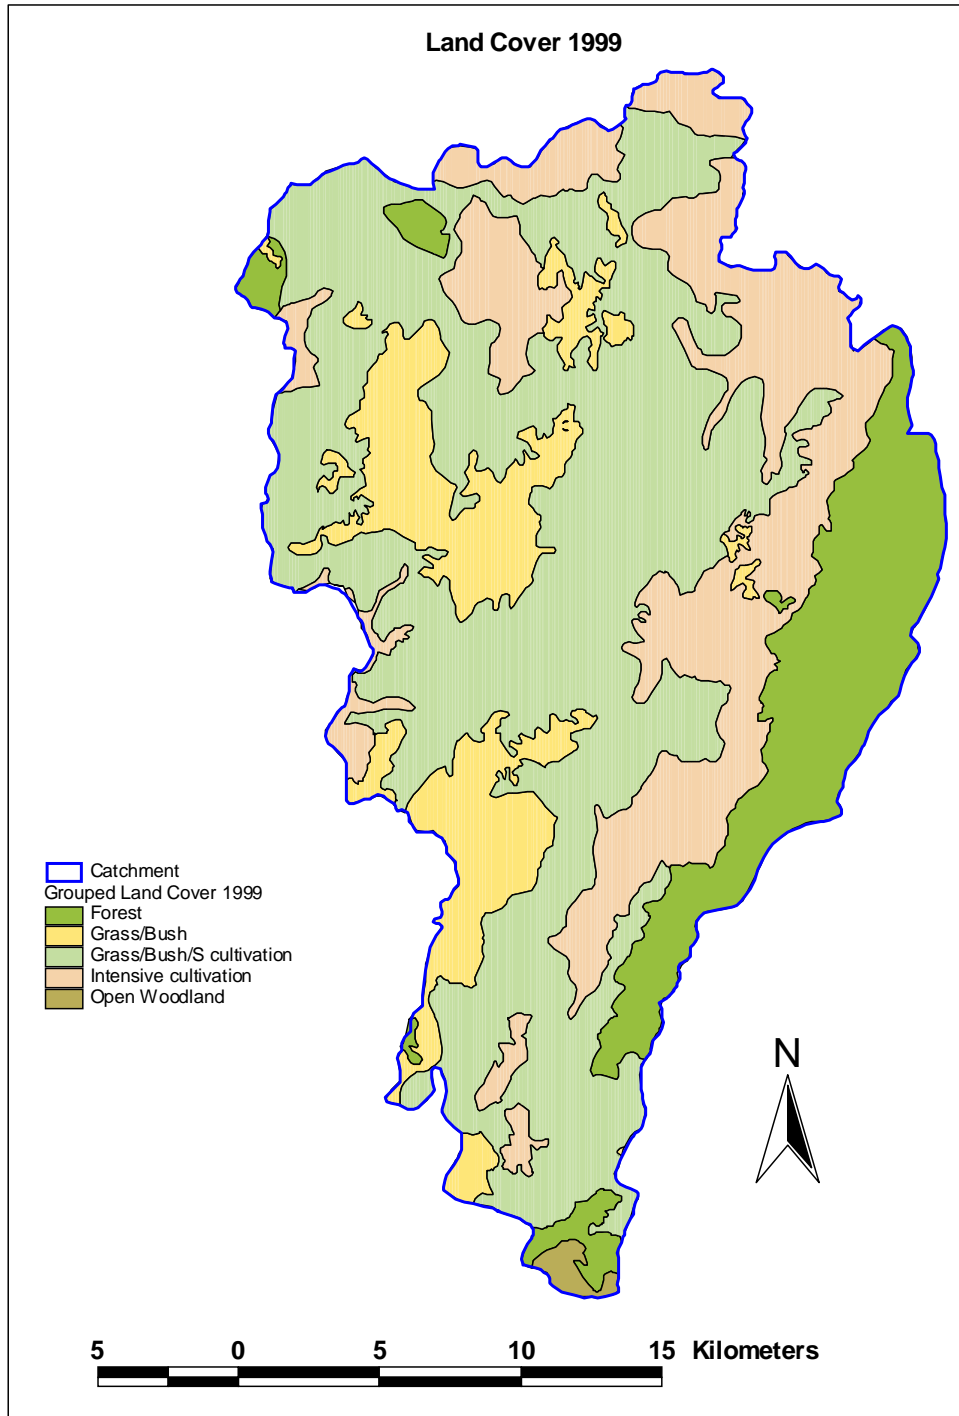 Land Cover 1999
Catchment
Grouped Land Cover 1999
Forest
Grass/Bush
Grass/Bush/S cultivation
Intensive cultivation
Open Woodland
N
5 0 5 10 15 Kilometers